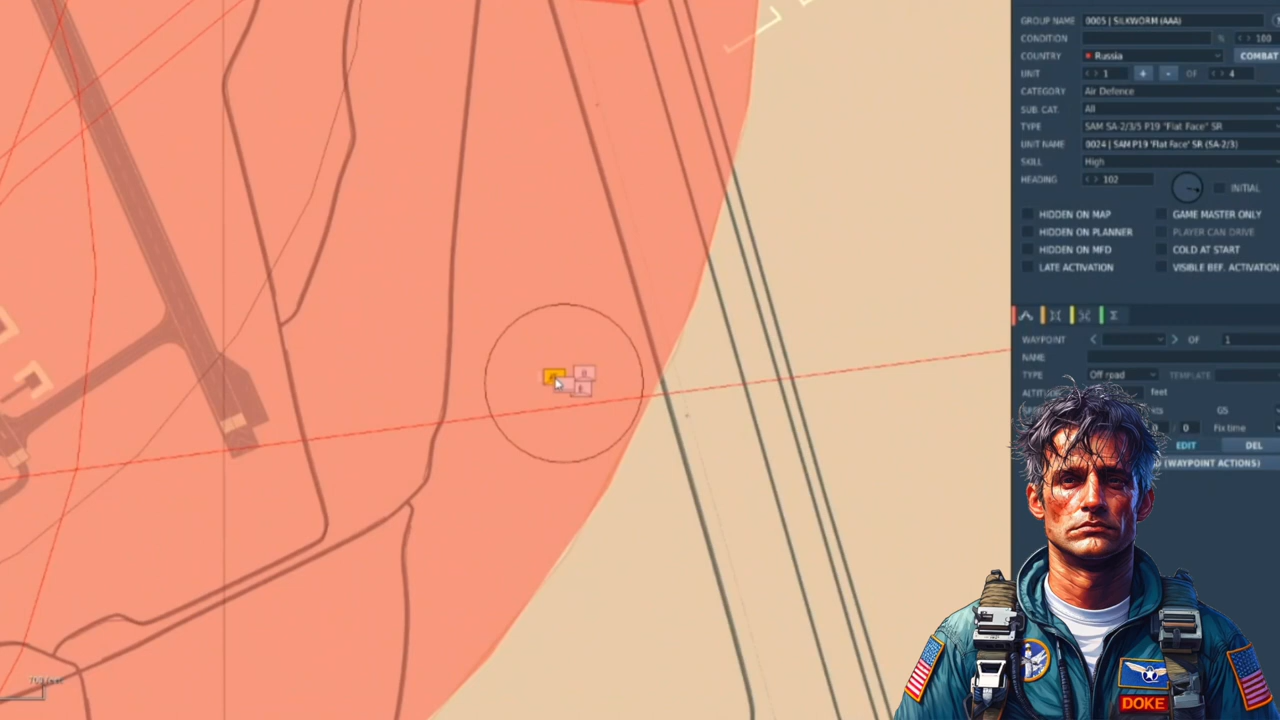 GROUP NAME 0005 | SILKWORM (AAA)
CONDITION % < > 100
COUNTRY Russia COMBAT
UNIT < > 1 + - OF < > 4
CATEGORY Air Defence
SUB. CAT. All
TYPE SAM SA-2/3/5 P19 "Flat Face" SR
UNIT NAME 0024 | SAM P19 'Flat Face' SR (SA-2/3)
SKILL High
HEADING < > 102 INITIAL
HIDDEN ON MAP GAME MASTER ONLY
HIDDEN ON PLANNER PLAYER CAN DRIVE
HIDDEN ON MFD COLD AT START
LATE ACTIVATION VISIBLE BEF. ACTIVATION
WAYPOINT < > OF 1
NAME
TYPE Off road TEMPLATE
feet
GS
0 / 0 Fix time
EDIT DEL
(WAYPOINT ACTIONS)
DOKE